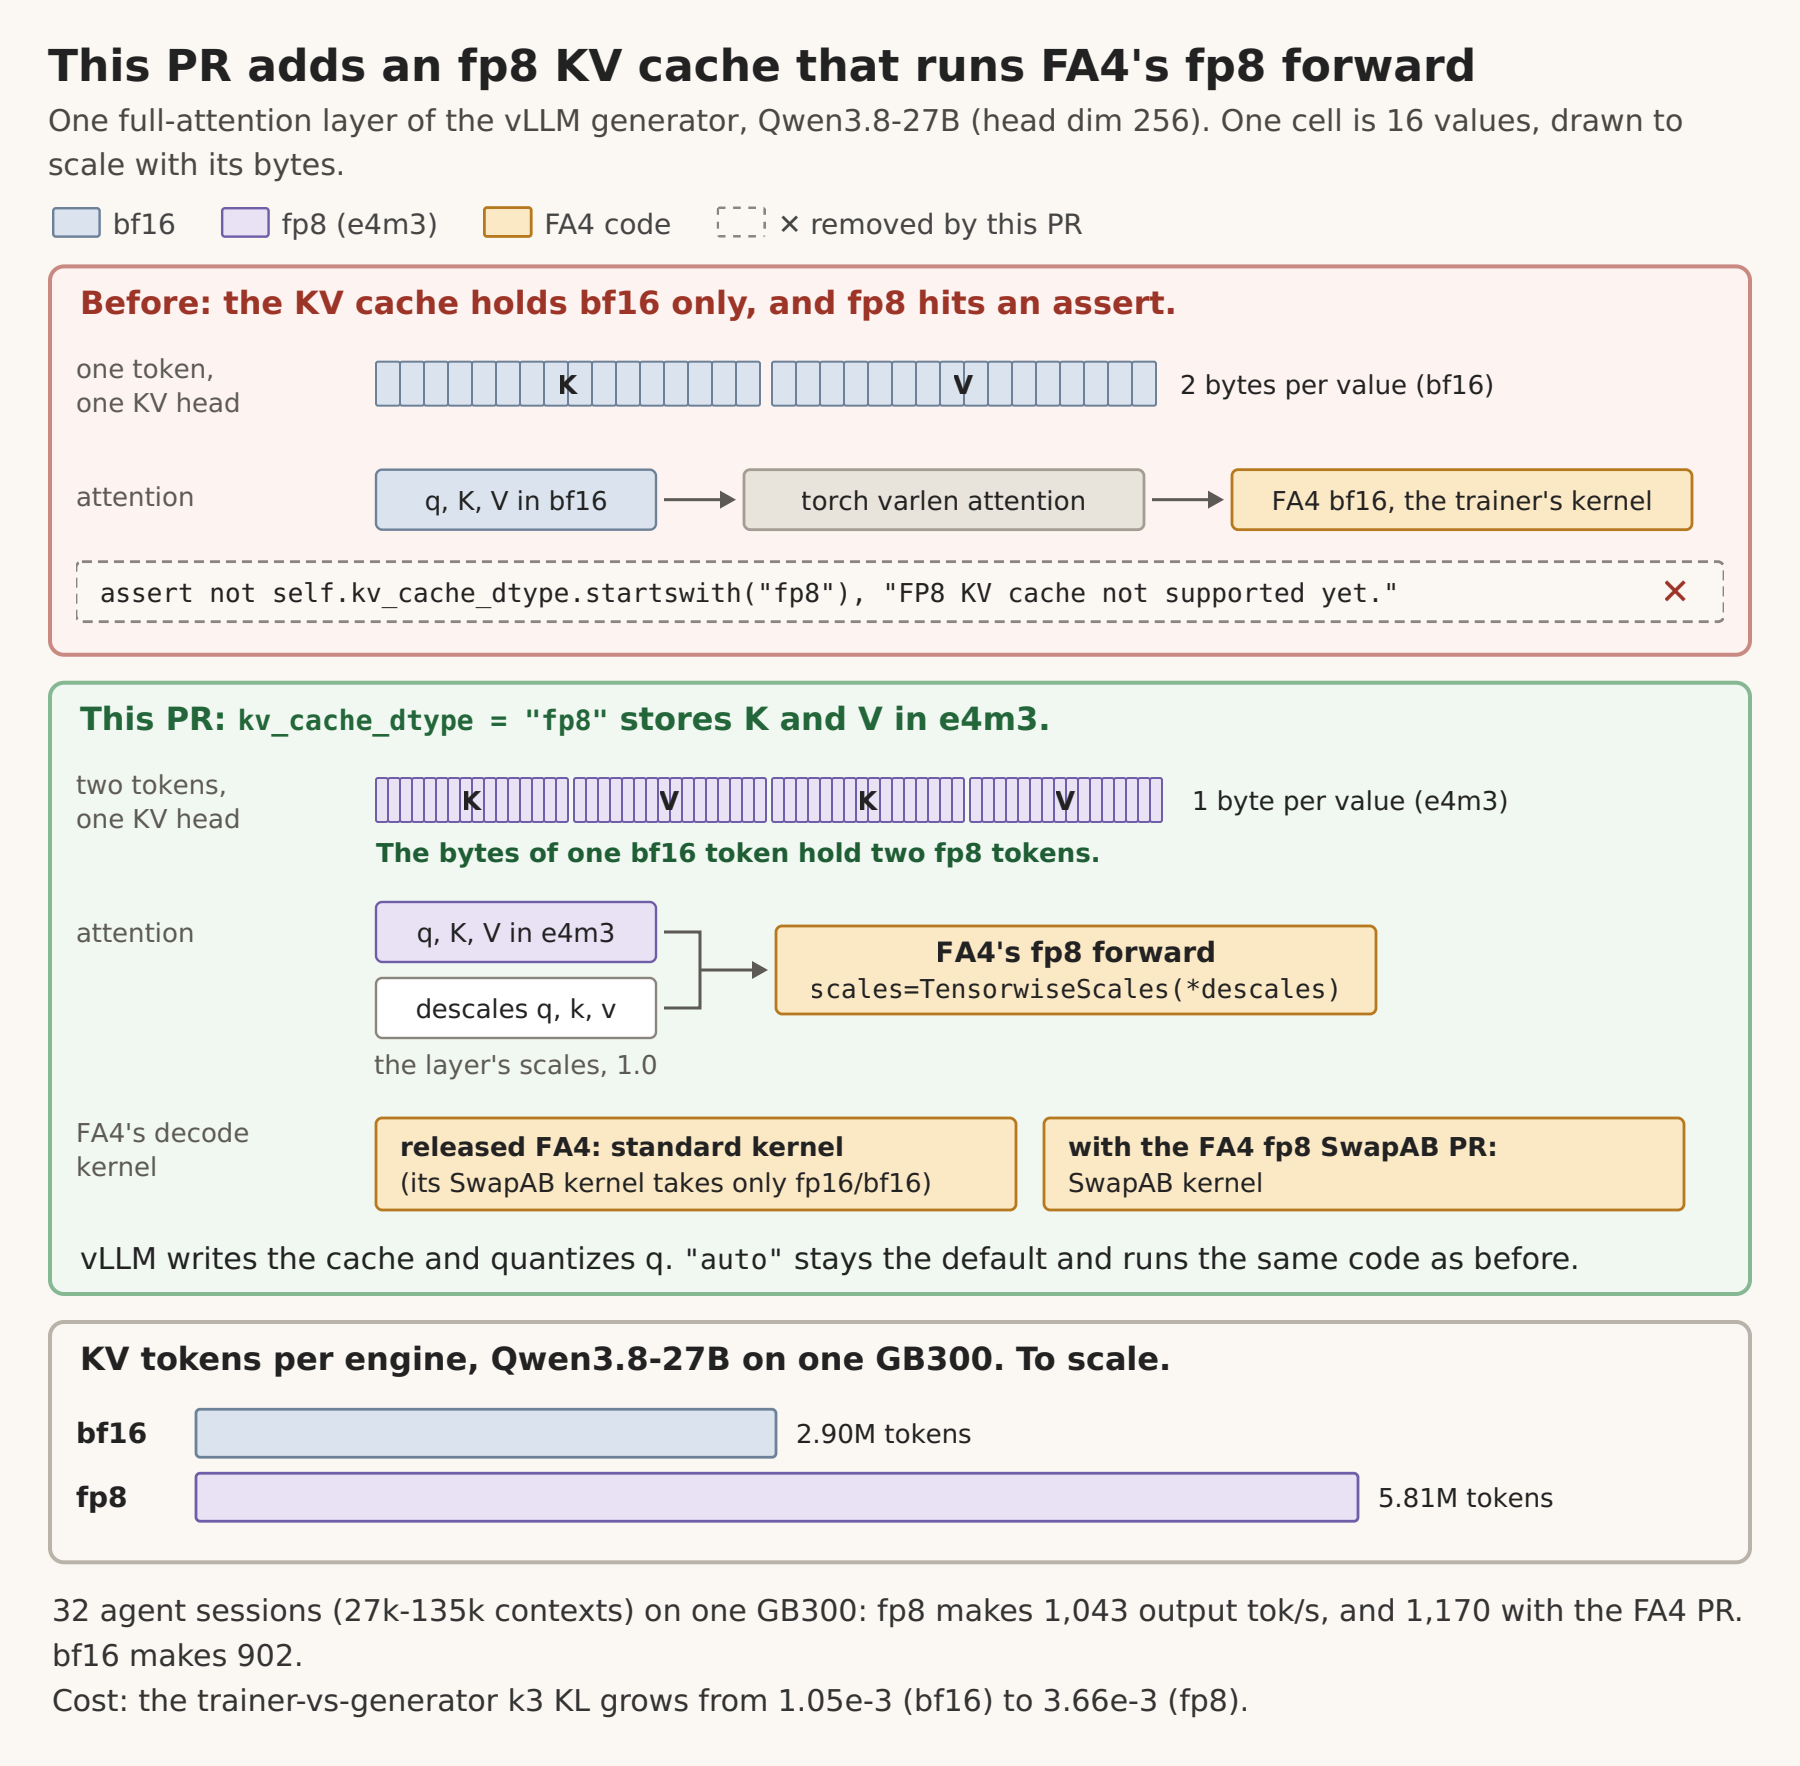 This PR adds an fp8 KV cache that runs FA4's fp8 forward
One full-attention layer of the vLLM generator, Qwen3.8-27B (head dim 256). One cell is 16 values, drawn to
scale with its bytes.
bf16 fp8 (e4m3) FA4 code × removed by this PR
Before: the KV cache holds bf16 only, and fp8 hits an assert.
one token,
one KV head
K V 2 bytes per value (bf16)
attention q, K, V in bf16 torch varlen attention FA4 bf16, the trainer's kernel
assert not self.kv_cache_dtype.startswith("fp8"), "FP8 KV cache not supported yet." ×
This PR: kv_cache_dtype = "fp8" stores K and V in e4m3.
two tokens,
one KV head
K V K V 1 byte per value (e4m3)
The bytes of one bf16 token hold two fp8 tokens.
attention q, K, V in e4m3
descales q, k, v
the layer's scales, 1.0
FA4's fp8 forward
scales=TensorwiseScales(*descales)
FA4's decode
kernel
released FA4: standard kernel
(its SwapAB kernel takes only fp16/bf16)
with the FA4 fp8 SwapAB PR:
SwapAB kernel
vLLM writes the cache and quantizes q. "auto" stays the default and runs the same code as before.
KV tokens per engine, Qwen3.8-27B on one GB300. To scale.
bf16 2.90M tokens
fp8 5.81M tokens
32 agent sessions (27k-135k contexts) on one GB300: fp8 makes 1,043 output tok/s, and 1,170 with the FA4 PR.
bf16 makes 902.
Cost: the trainer-vs-generator k3 KL grows from 1.05e-3 (bf16) to 3.66e-3 (fp8).